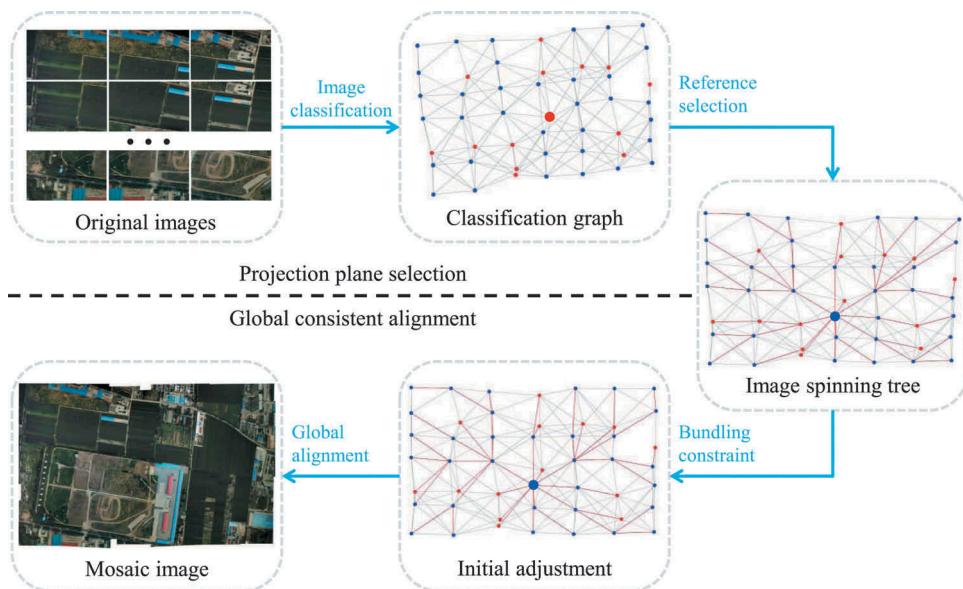 Image
classification
Reference
selection
Original images
Classification graph
Projection plane selection
Global consistent alignment
Image spinning tree
Global
alignment
Bundling
constraint
Mosaic image
Initial adjustment